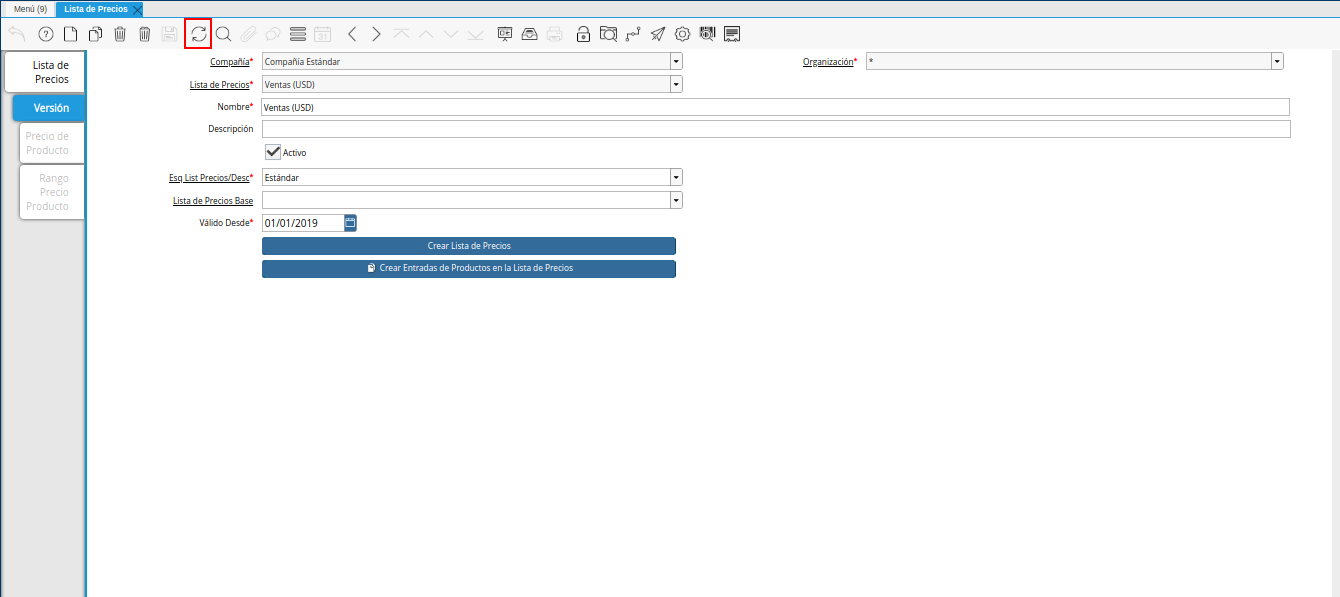 Menú (9) Lista de Precios
Lista de
Precios
Versión
Precio de
Producto
Rango
Precio
Producto
Compañía* Compañía Estándar Organización* *
Lista de Precios* Ventas (USD)
Nombre* Ventas (USD)
Descripción
Activo
Esq List Precios/Desc* Estándar
Lista de Precios Base
Válido Desde* 01/01/2019
Crear Lista de Precios
Crear Entradas de Productos en la Lista de Precios